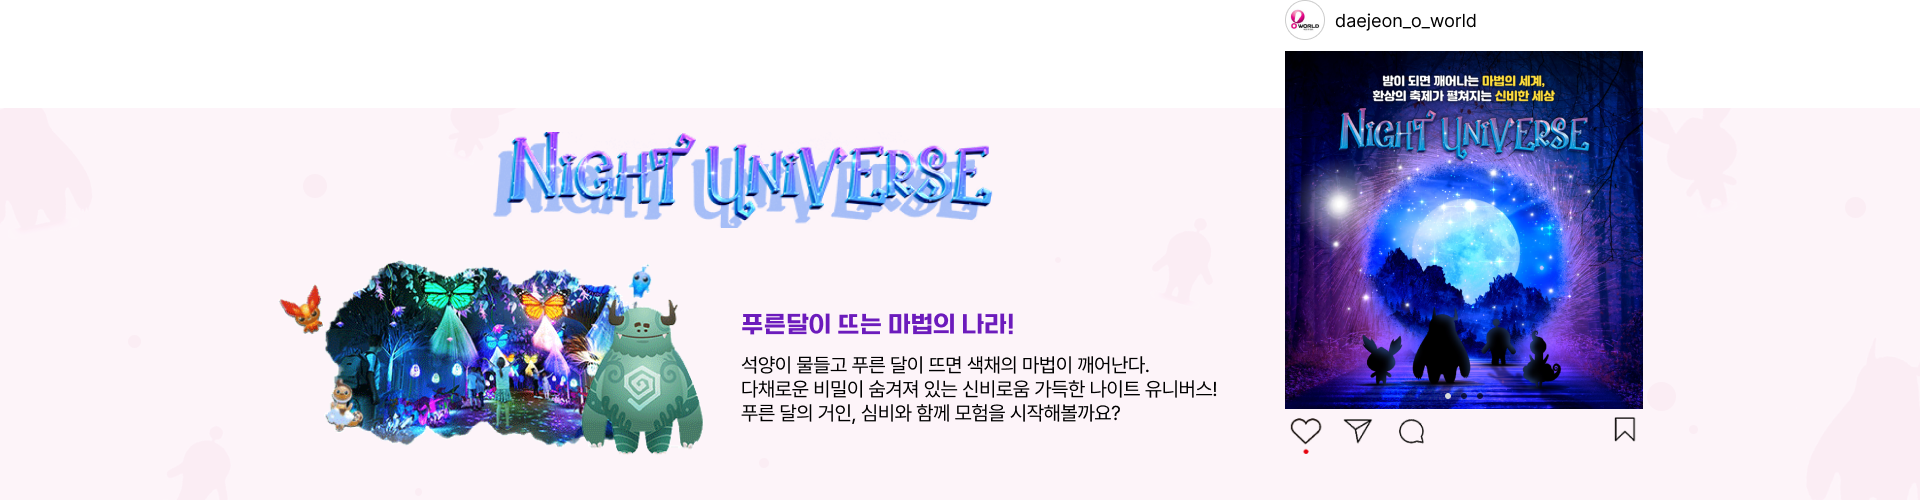 NIGHT UNIVERSE
푸른달이 뜨는 마법의 나라!
석양이 물들고 푸른 달이 뜨면 색채의 마법이 깨어난다.
다채로운 비밀이 숨겨져 있는 신비로움 가득한 나이트 유니버스!
푸른 달의 거인, 심비와 함께 모험을 시작해볼까요?
O WORLD
daejeon_o_world
밤이 되면 깨어나는 마법의 세계,
환상의 축제가 펼쳐지는 신비한 세상
NIGHT UNIVERSE